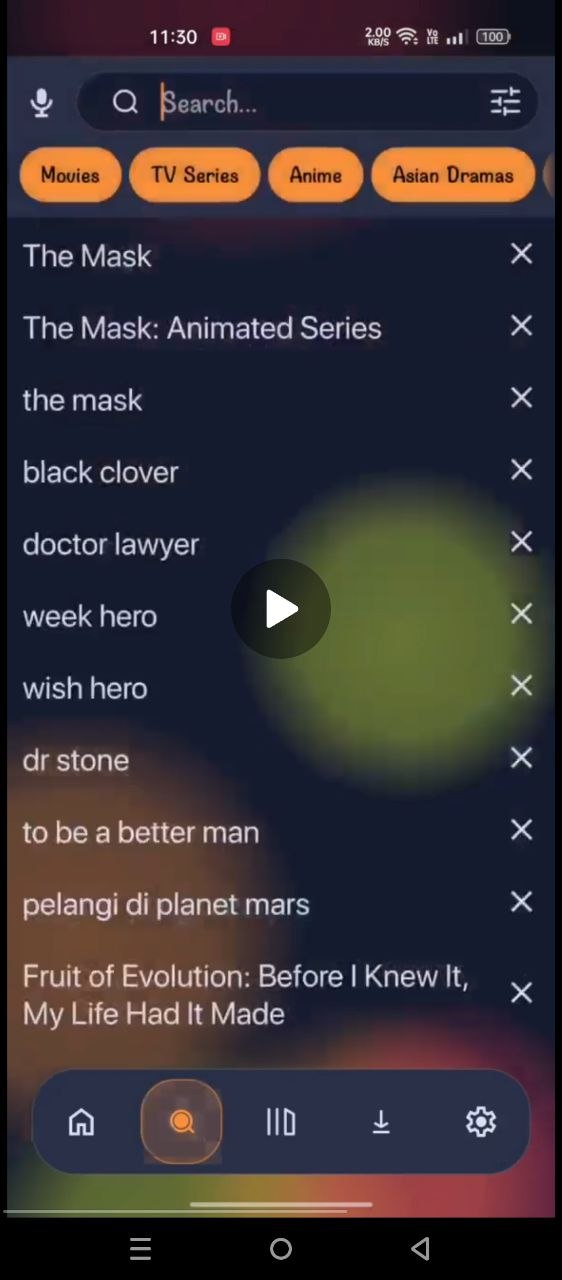 11:30
2.00 KB/S
Vo LTE
100
Search...
Movies
TV Series
Anime
Asian Dramas
The Mask
The Mask: Animated Series
the mask
black clover
doctor lawyer
week hero
wish hero
dr stone
to be a better man
pelangi di planet mars
Fruit of Evolution: Before I Knew It,
My Life Had It Made